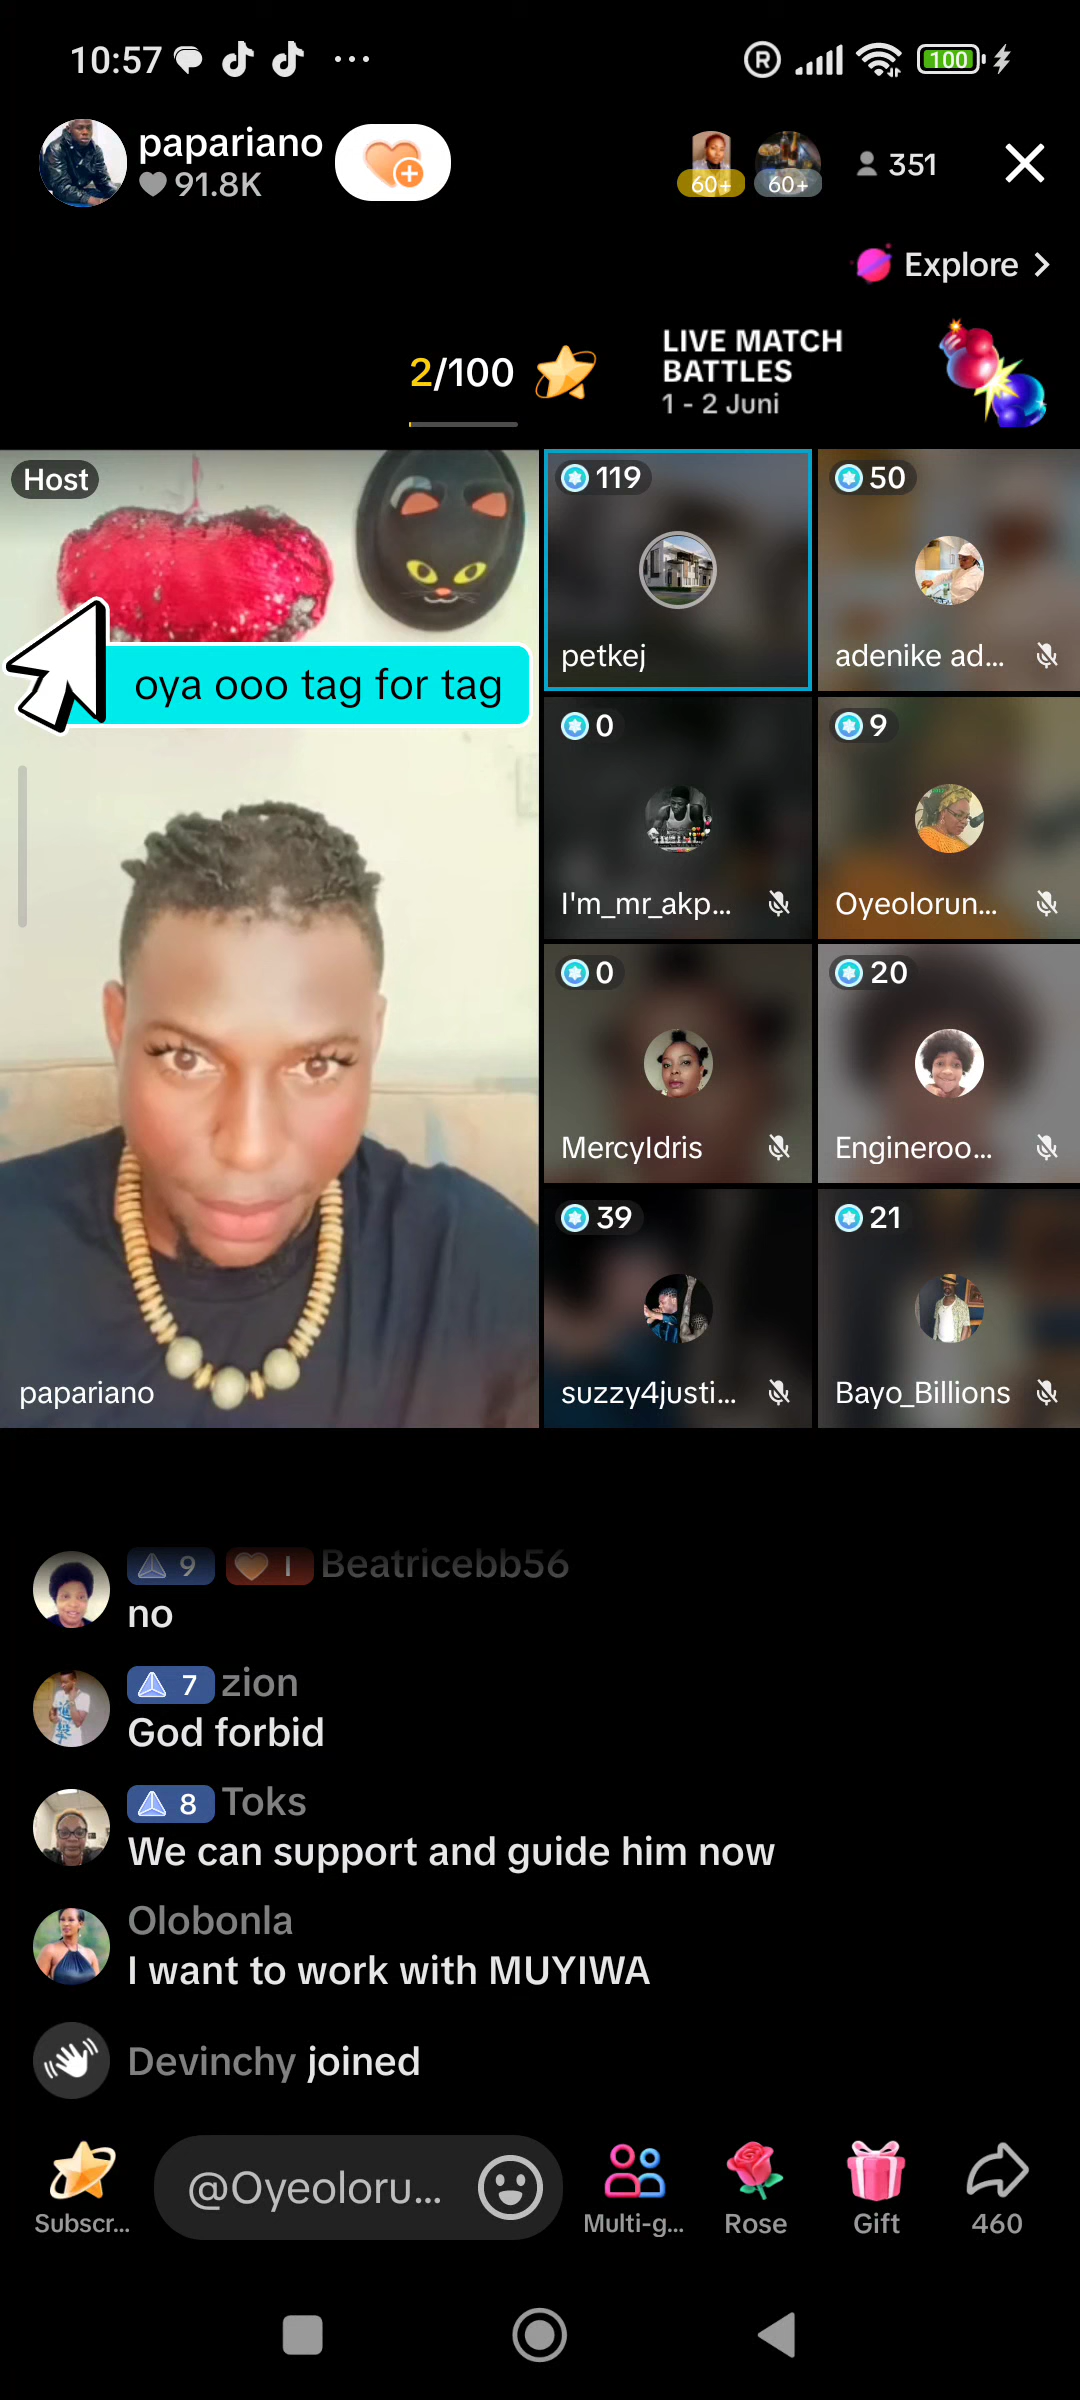 10:57
100
papariano
91.8K
60+
60+
351
Explore
2/100
LIVE MATCH
BATTLES
1 - 2 Juni
Host
oya ooo tag for tag
papariano
119
petkej
50
adenike ad...
0
I'm_mr_akp...
9
Oyeolorun...
0
MercyIdris
20
Engineroo...
39
suzzy4justi...
21
Bayo_Billions
9 I Beatricebb56
no
7 zion
God forbid
8 Toks
We can support and guide him now
Olobonla
I want to work with MUYIWA
Devinchy joined
@Oyeoloru...
Subscr...
Multi-g...
Rose
Gift
460